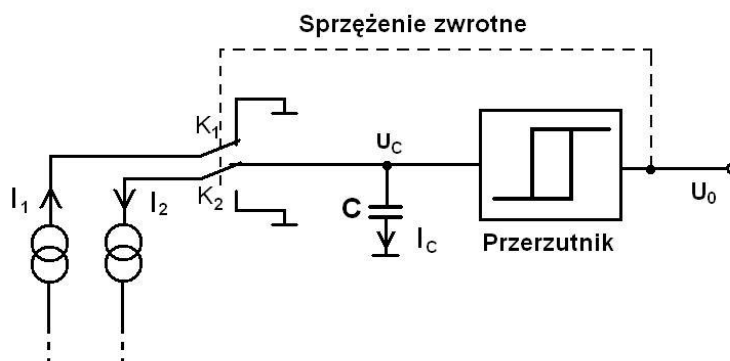 Sprzężenie zwrotne
K1
UC
I1
I2
K2
C
IC
Przerzutnik
U0